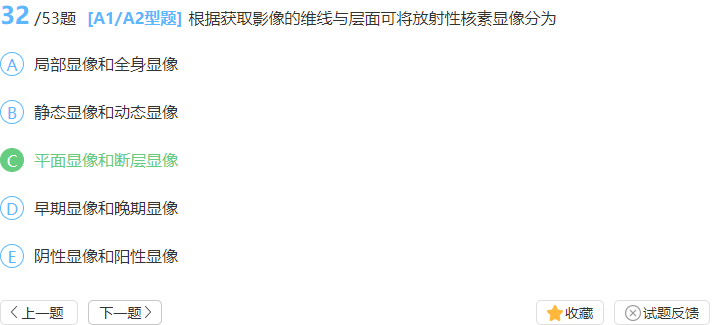 32/53题 [A1/A2型题] 根据获取影像的维线与层面可将放射性核素显像分为
A 局部显像和全身显像
B 静态显像和动态显像
C 平面显像和断层显像
D 早期显像和晚期显像
E 阴性显像和阳性显像
上一题 下一题 收藏 试题反馈